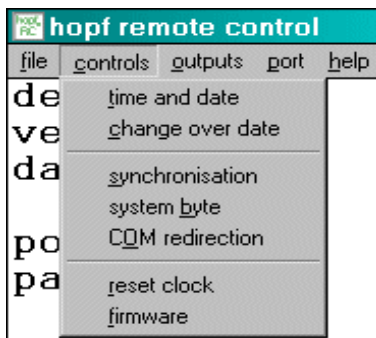 hopf remote control
file controls outputs port help
time and date
change over date
synchronisation
system byte
COM redirection
reset clock
firmware